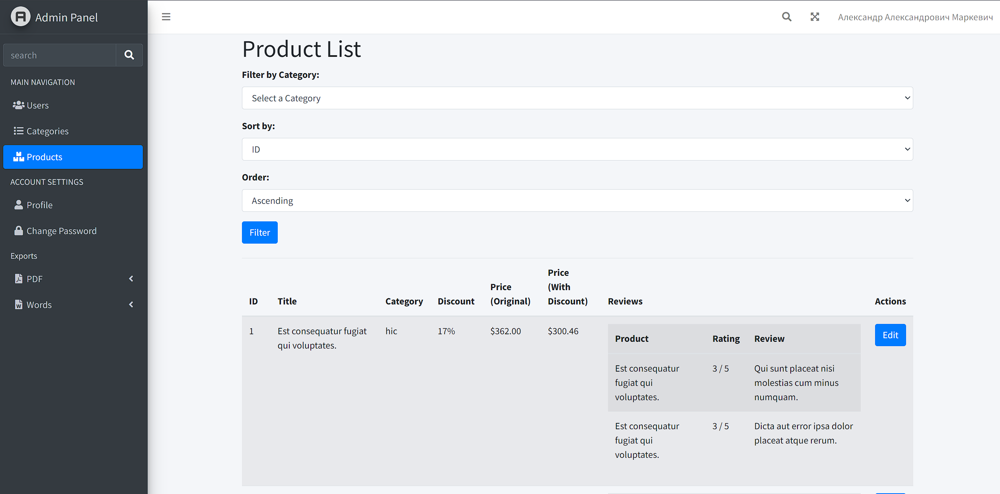 Admin Panel
Александр Александрович Маркевич
search
MAIN NAVIGATION
Users
Categories
Products
ACCOUNT SETTINGS
Profile
Change Password
Exports
PDF
Words
Product List
Filter by Category:
Select a Category
Sort by:
ID
Order:
Ascending
Filter
ID Title Category Discount Price (Original) Price (With Discount) Reviews Actions
1 Est consequatur fugiat qui voluptates. hic 17% $362.00 $300.46
Product Rating Review
Edit
Est consequatur fugiat qui voluptates. 3 / 5 Qui sunt placeat nisi molestias cum minus numquam.
Est consequatur fugiat qui voluptates. 3 / 5 Dicta aut error ipsa dolor placeat atque rerum.